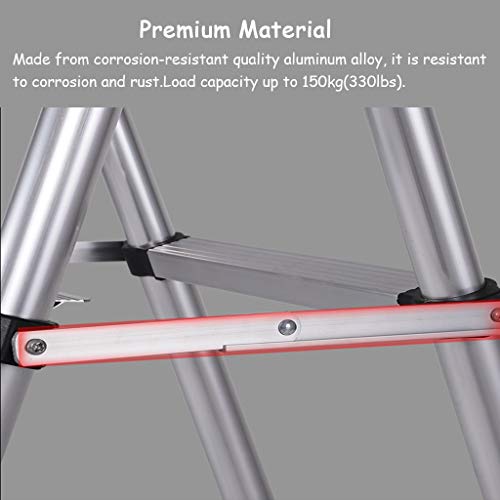 Premium Material
Made from corrosion-resistant quality aluminum alloy, it is resistant
to corrosion and rust.Load capacity up to 150kg(330lbs).